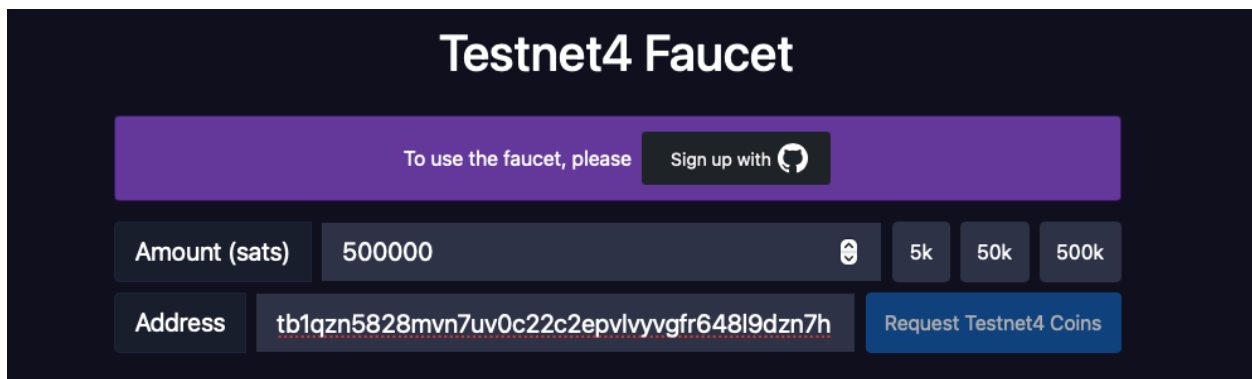 Testnet4 Faucet
To use the faucet, please Sign up with
Amount (sats) 500000 5k 50k 500k
Address tb1qzn5828mvn7uv0c22c2epvlvyvgfr648l9dzn7h Request Testnet4 Coins